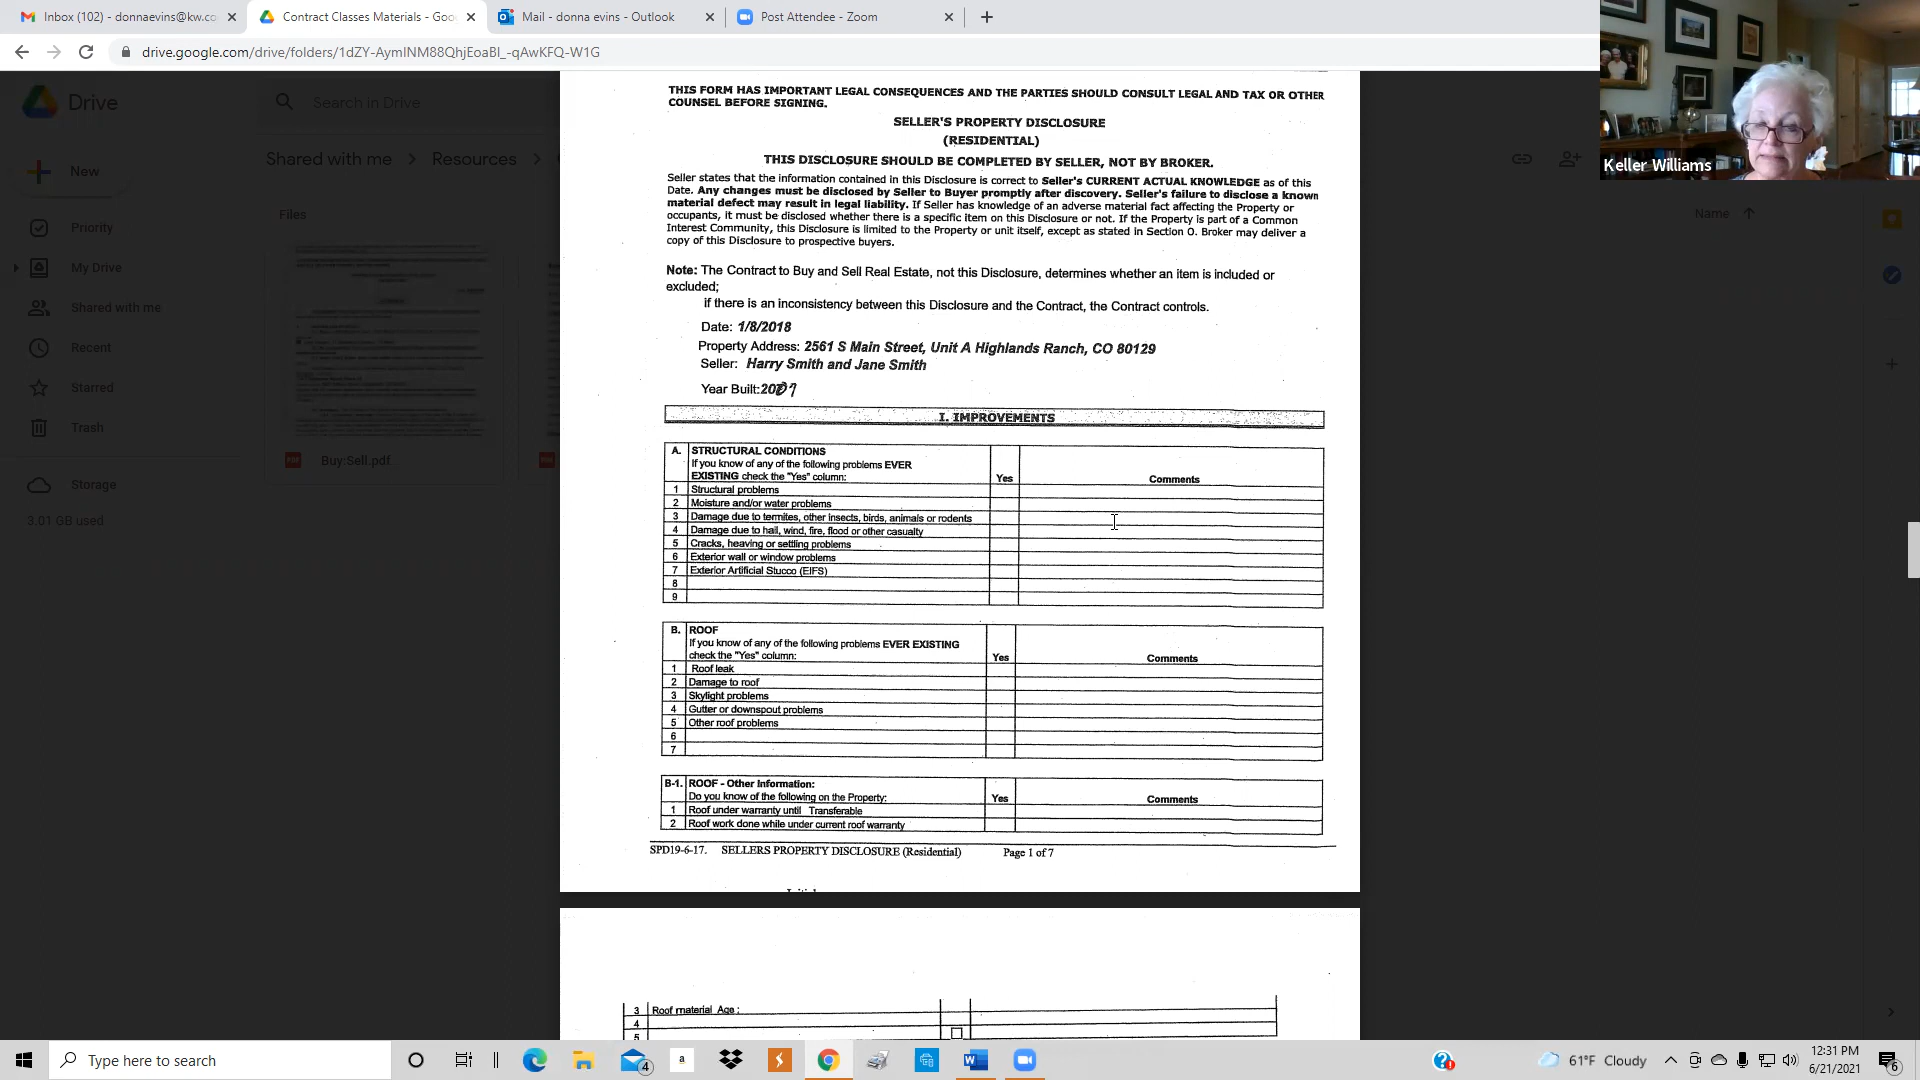 Inbox (102) - donnaevins@kw.co
Contract Classes Materials - Goo
Mail - donna evins - Outlook
Post Attendee - Zoom
drive.google.com/drive/folders/1dZY-AymINM88QhjEoaBI_-qAwKFQ-W1G
Drive
Search in Drive
New
Shared with me > Resources >
Files
Name
Priority
My Drive
Shared with me
Recent
Starred
Trash
Storage
3.01 GB used
Buy:Sell.pdf
Keller Williams
THIS FORM HAS IMPORTANT LEGAL CONSEQUENCES AND THE PARTIES SHOULD CONSULT LEGAL AND TAX OR OTHER
COUNSEL BEFORE SIGNING.
SELLER'S PROPERTY DISCLOSURE
(RESIDENTIAL)
THIS DISCLOSURE SHOULD BE COMPLETED BY SELLER, NOT BY BROKER.
Seller states that the information contained in this Disclosure is correct to Seller's CURRENT ACTUAL KNOWLEDGE as of this
Date. Any changes must be disclosed by Seller to Buyer promptly after discovery. Seller's failure to disclose a known
material defect may result in legal liability. If Seller has knowledge of an adverse material fact affecting the Property or
occupants, it must be disclosed whether there is a specific item on this Disclosure or not. If the Property is part of a Common
Interest Community, this Disclosure is limited to the Property or unit itself, except as stated in Section O. Broker may deliver a
copy of this Disclosure to prospective buyers.
Note: The Contract to Buy and Sell Real Estate, not this Disclosure, determines whether an item is included or
excluded;
if there is an inconsistency between this Disclosure and the Contract, the Contract controls.
Date: 1/8/2018
Property Address: 2561 S Main Street, Unit A Highlands Ranch, CO 80129
Seller: Harry Smith and Jane Smith
Year Built:
I. IMPROVEMENTS
A. STRUCTURAL CONDITIONS
If you know of any of the following problems EVER
EXISTING check the "Yes" column: Yes Comments
1 Structural problems
2 Moisture and/or water problems
3 Damage due to termites, other insects, birds, animals or rodents
4 Damage due to hail, wind, fire, flood or other casualty
5 Cracks, heaving or settling problems
6 Exterior wall or window problems
7 Exterior Artificial Stucco (EIFS)
8
9
B. ROOF
If you know of any of the following problems EVER EXISTING
check the "Yes" column: Yes Comments
1 Roof leak
2 Damage to roof
3 Skylight problems
4 Gutter or downspout problems
5 Other roof problems
6
7
B-1. ROOF - Other Information:
Do you know of the following on the Property: Yes Comments
1 Roof under warranty until Transferable
2 Roof work done while under current roof warranty
SPD19-6-17. SELLERS PROPERTY DISCLOSURE (Residential) Page 1 of 7
3 Roof material Age :
4
5
Type here to search
4
a
61°F Cloudy
12:31 PM
6/21/2021
6